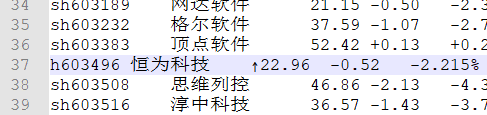 34 sh603189 网达软件 21.15 -0.50 -2.3
35 sh603232 格尔软件 37.59 -1.07 -2.7
36 sh603383 顶点软件 52.42 +0.13 +0.2
37 h603496 恒为科技 ↑22.96 -0.52 -2.215%
38 sh603508 思维列控 46.86 -2.13 -4.3
39 sh603516 淳中科技 36.57 -1.43 -3.7